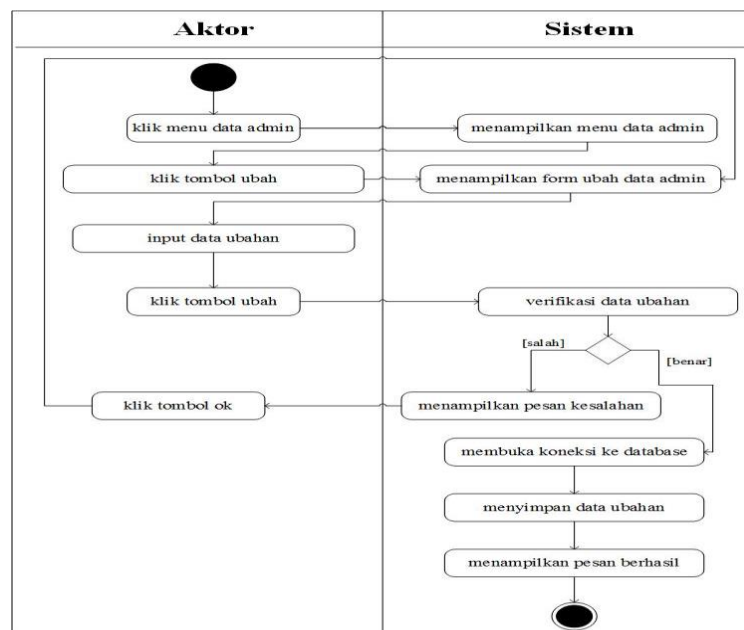 Aktor
Sistem
klik menu data admin
menampilkan menu data admin
klik tombol ubah
menampilkan form ubah data admin
input data ubahan
klik tombol ubah
verifikasi data ubahan
[salah]
[benar]
klik tombol ok
menampilkan pesan kesalahan
membuka koneksi ke database
menyimpan data ubahan
menampilkan pesan berhasil